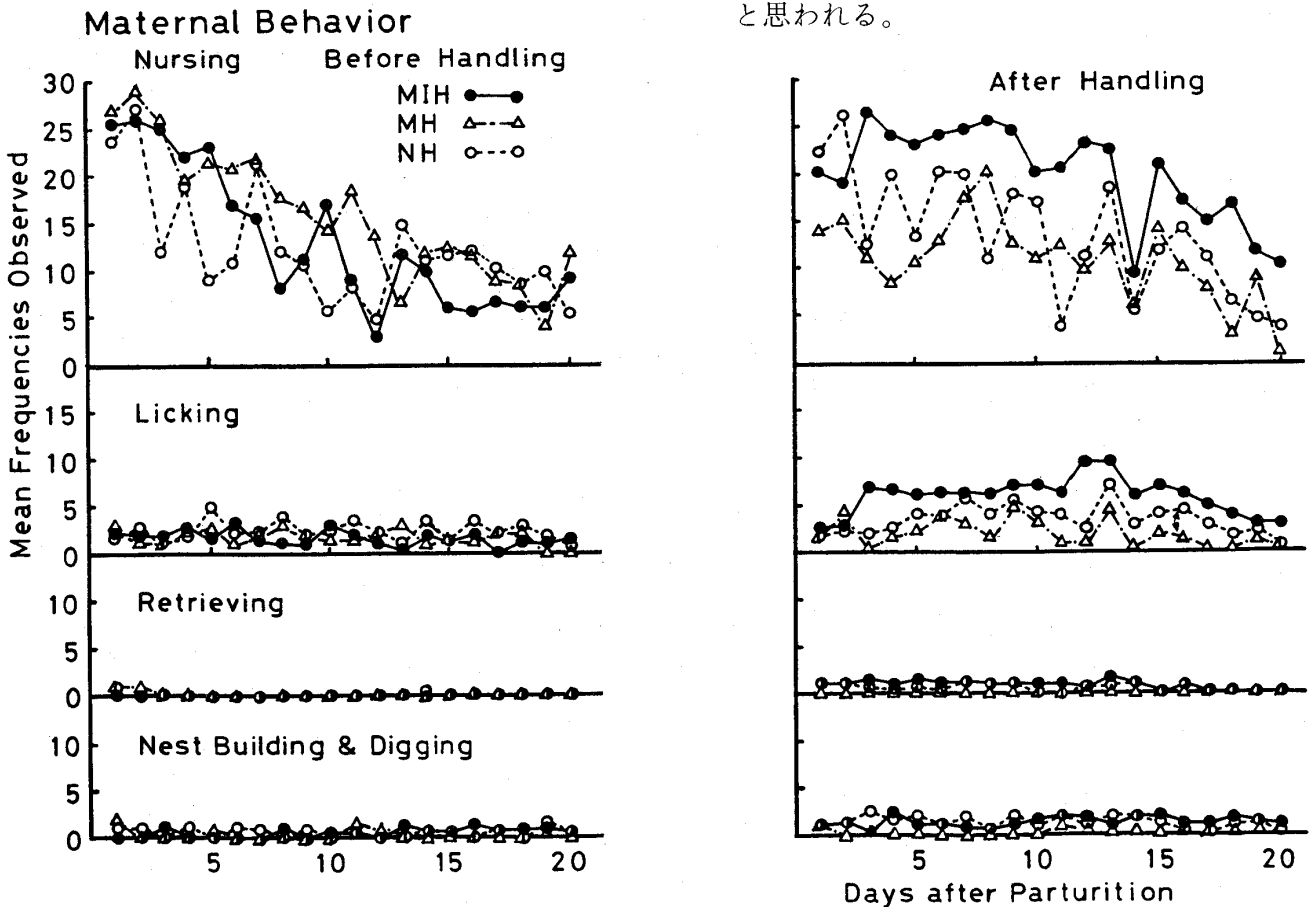 Maternal Behavior
と思われる。
Nursing
Before Handling
MIH
MH
NH
After Handling
Mean Frequencies Observed
30
25
20
15
10
5
0
Licking
15
10
5
0
Retrieving
10
5
0
Nest Building & Digging
10
5
0
5
10
15
20
5
10
15
20
Days after Parturition